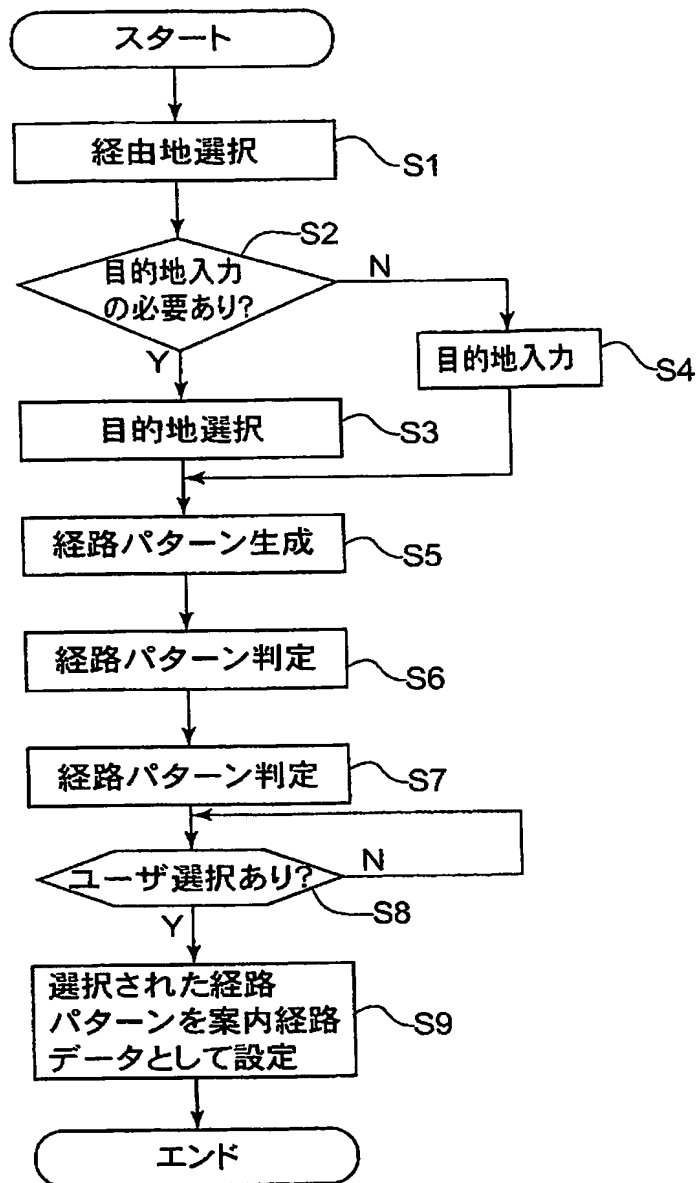 スタート
経由地選択
S1
S2
目的地入力
の必要あり?
N
Y
目的地入力
S4
目的地選択
S3
経路パターン生成
S5
経路パターン判定
S6
経路パターン判定
S7
ユーザ選択あり?
N
S8
Y
選択された経路
パターンを案内経路
データとして設定
S9
エンド